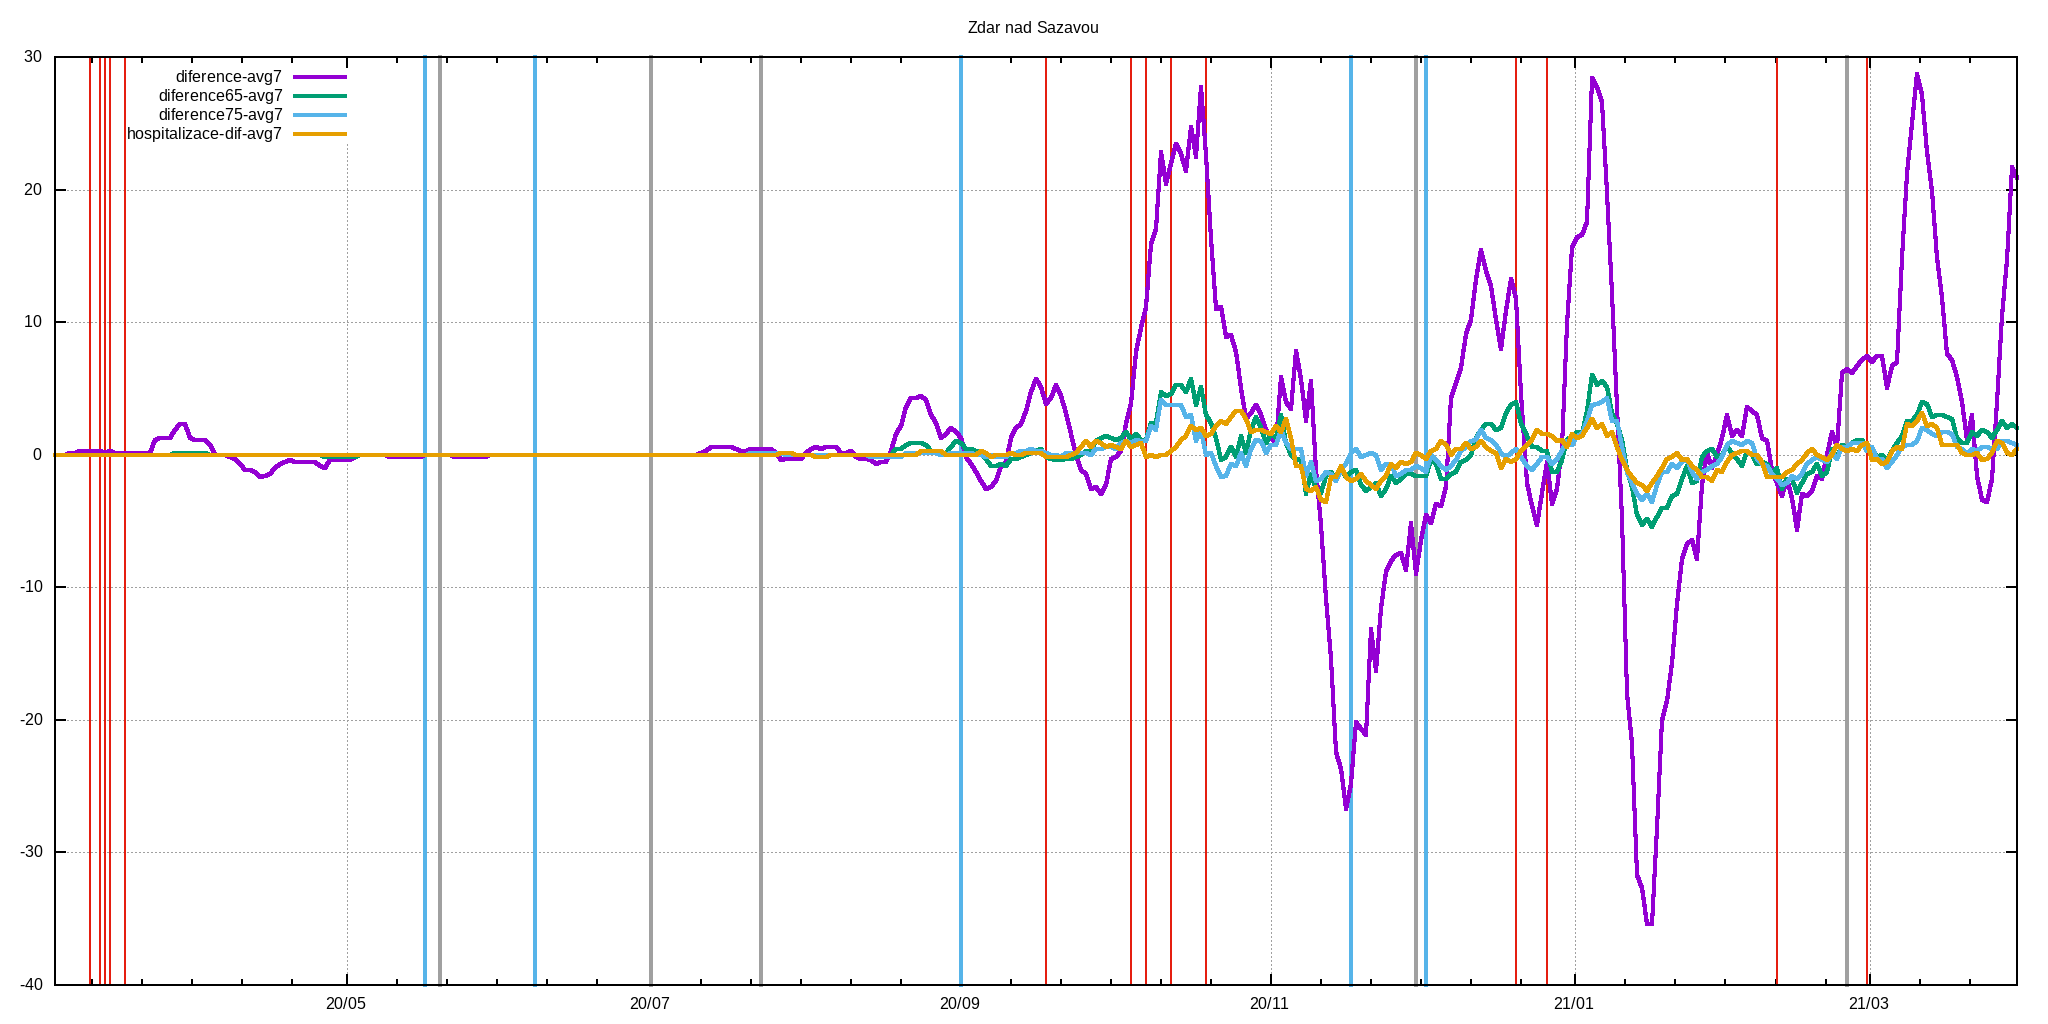 Zdar nad Sazavou
30
diference-avg7
diference65-avg7
diference75-avg7
hospitalizace-dif-avg7
20
10
0
-10
-20
-30
-40
20/05 20/07 20/09 20/11 21/01 21/03